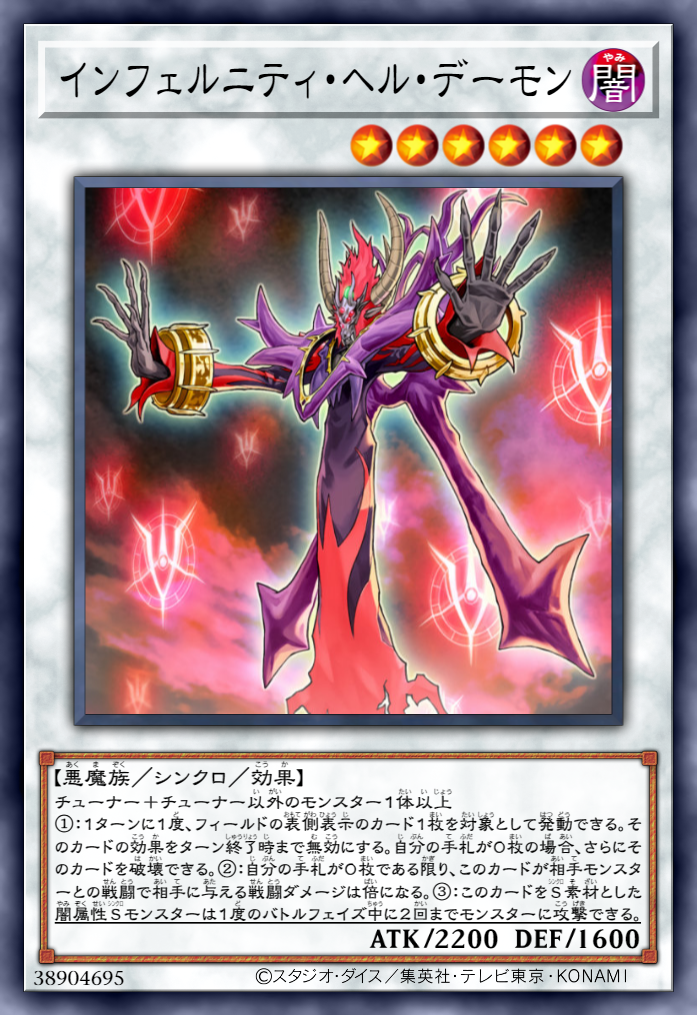 インフェルニティ・ヘル・デーモン
やみ
闇
【悪魔族／シンクロ／効果】
チューナー＋チューナー以外のモンスター1体以上
①：1ターンに1度、フィールドの表側表示のカード1枚を対象として発動できる。そ
のカードの効果をターン終了時まで無効にする。自分の手札が０枚の場合、さらにそ
のカードを破壊できる。②：自分の手札が０枚である限り、このカードが相手モンスタ
ーとの戦闘で相手に与える戦闘ダメージは倍になる。③：このカードをＳ素材とした
闇属性Ｓモンスターは1度のバトルフェイズ中に2回までモンスターに攻撃できる。
ATK/2200 DEF/1600
38904695
©スタジオ・ダイス／集英社・テレビ東京・KONAMI